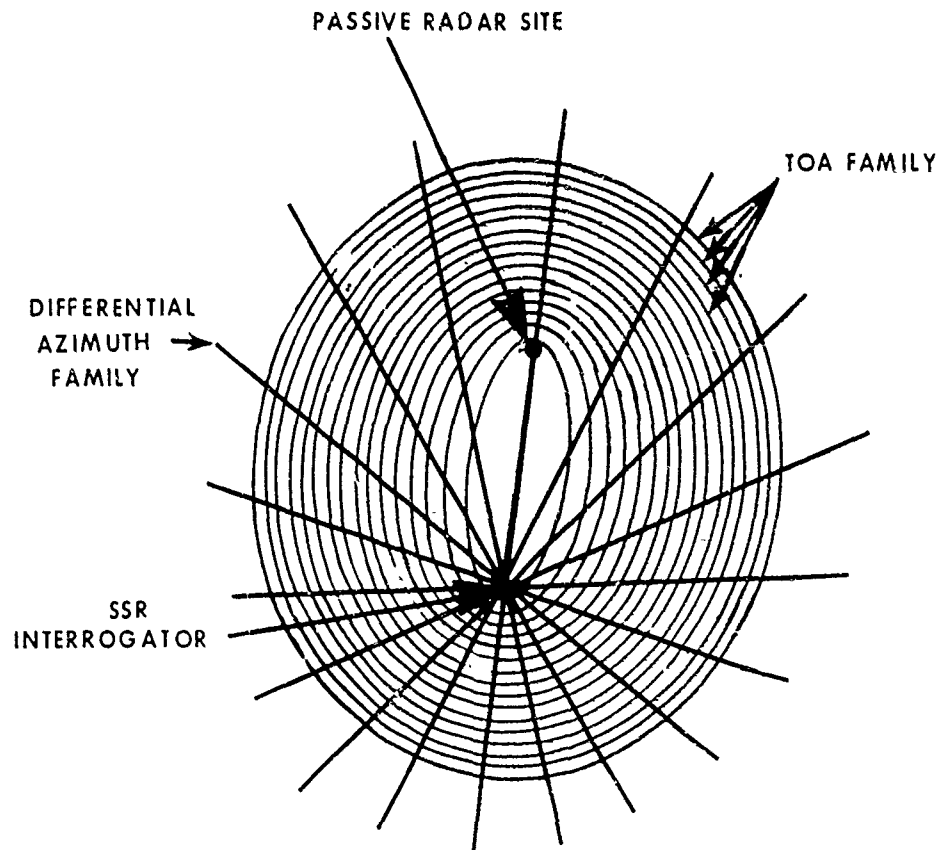 PASSIVE RADAR SITE
TOA FAMILY
DIFFERENTIAL
AZIMUTH
FAMILY
SSR
INTERROGATOR